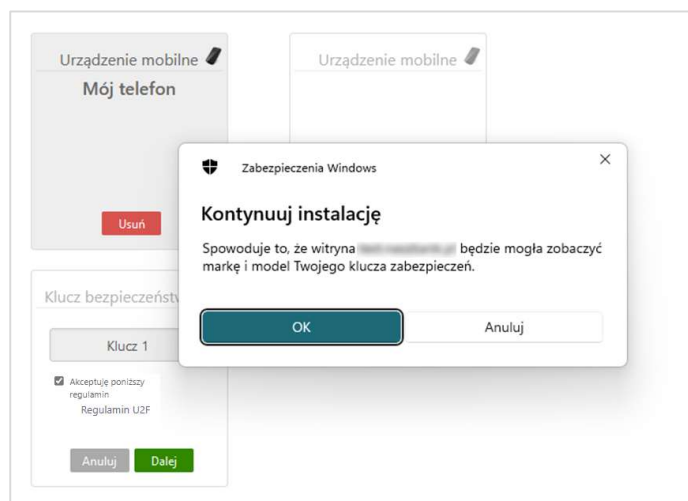 Urządzenie mobilne
Mój telefon
Usuń
Urządzenie mobilne
Zabezpieczenia Windows
Kontynuuj instalację
Spowoduje to, że witryna będzie mogła zobaczyć
markę i model Twojego klucza zabezpieczeń.
OK
Anuluj
Klucz bezpieczeństw
Klucz 1
Akceptuję poniższy
regulamin
Regulamin U2F
Anuluj
Dalej